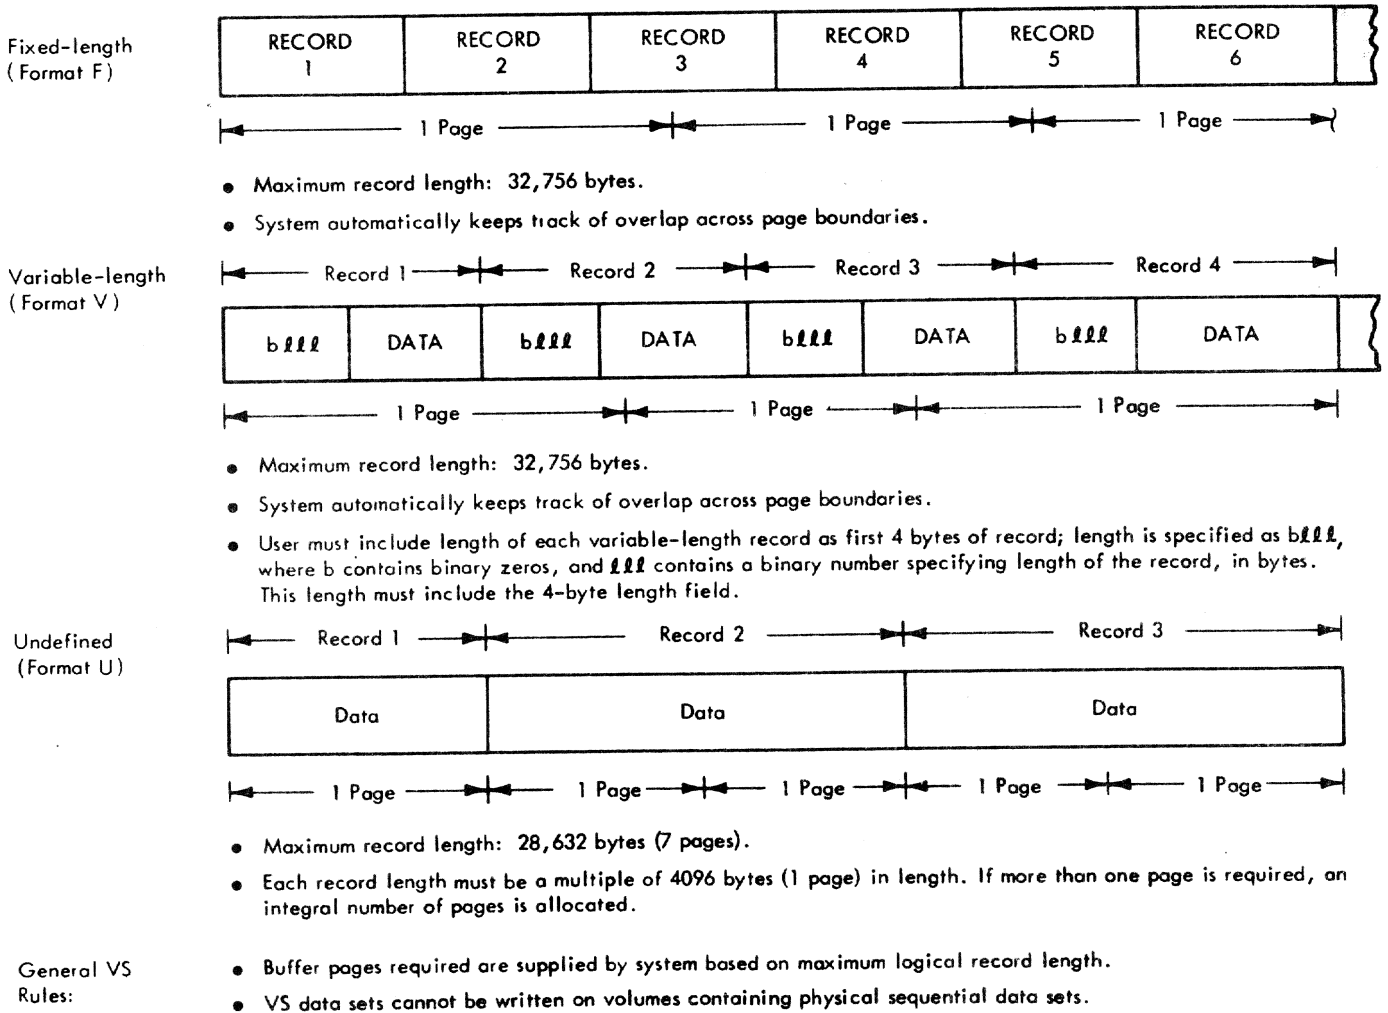 Fixed-length
(Format F)
RECORD 1
RECORD 2
RECORD 3
RECORD 4
RECORD 5
RECORD 6
1 Page
1 Page
1 Page
• Maximum record length: 32,756 bytes.
• System automatically keeps track of overlap across page boundaries.
Variable-length
(Format V)
Record 1
Record 2
Record 3
Record 4
bℓℓℓ
DATA
bℓℓℓ
DATA
bℓℓℓ
DATA
bℓℓℓ
DATA
1 Page
1 Page
1 Page
• Maximum record length: 32,756 bytes.
• System automatically keeps track of overlap across page boundaries.
• User must include length of each variable-length record as first 4 bytes of record; length is specified as bℓℓℓ,
where b contains binary zeros, and ℓℓℓ contains a binary number specifying length of the record, in bytes.
This length must include the 4-byte length field.
Undefined
(Format U)
Record 1
Record 2
Record 3
Data
Data
Data
1 Page
1 Page
1 Page
1 Page
1 Page
• Maximum record length: 28,632 bytes (7 pages).
• Each record length must be a multiple of 4096 bytes (1 page) in length. If more than one page is required, an
integral number of pages is allocated.
General VS
Rules:
• Buffer pages required are supplied by system based on maximum logical record length.
• VS data sets cannot be written on volumes containing physical sequential data sets.